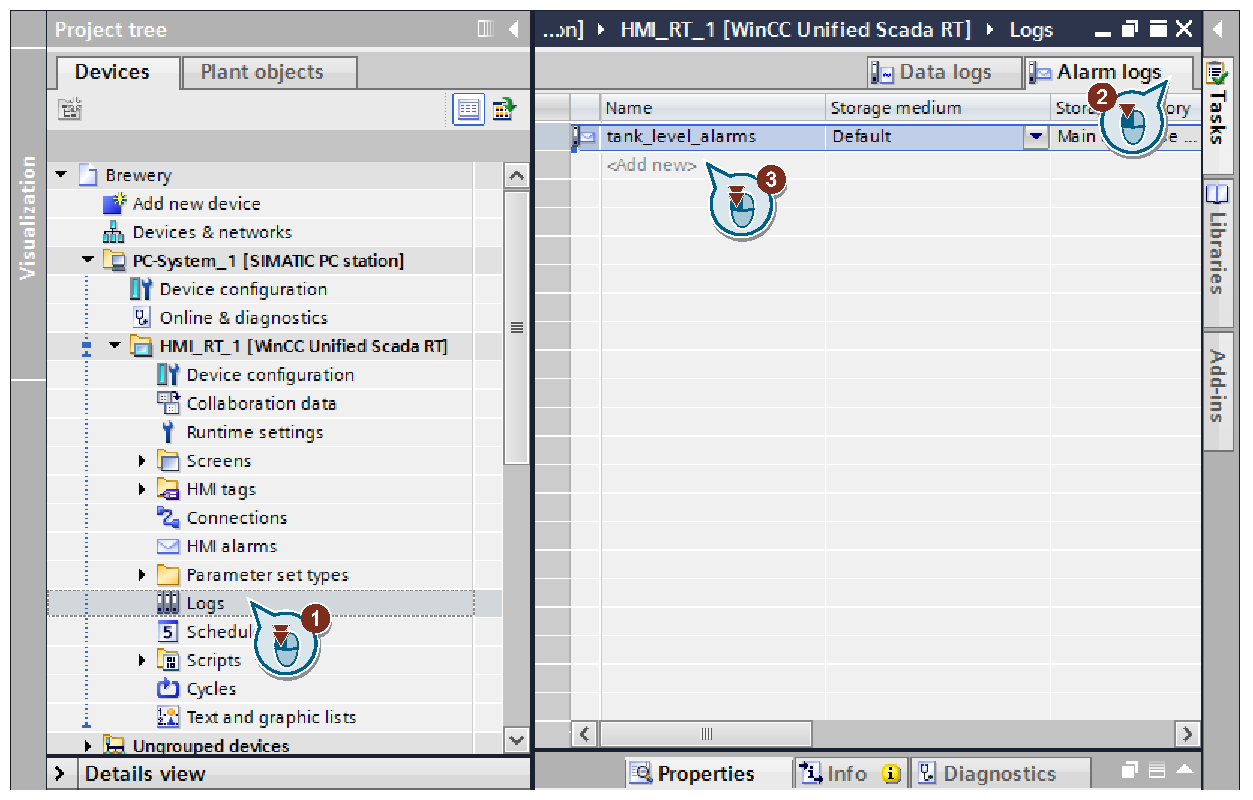 Project tree
Devices
Plant objects
Visualization
Brewery
Add new device
Devices & networks
PC-System_1 [SIMATIC PC station]
Device configuration
Online & diagnostics
HMI_RT_1 [WinCC Unified Scada RT]
Device configuration
Collaboration data
Runtime settings
Screens
HMI tags
Connections
HMI alarms
Parameter set types
Logs
1
Schedul
Scripts
Cycles
Text and graphic lists
Ungrouped devices
Details view
...on] HMI_RT_1 [WinCC Unified Scada RT] Logs
Data logs
Alarm logs
2
Name Storage medium Stora ory
tank_level_alarms Default Main e ...
<Add new>
3
Properties
Info
Diagnostics
Tasks
Libraries
Add-ins